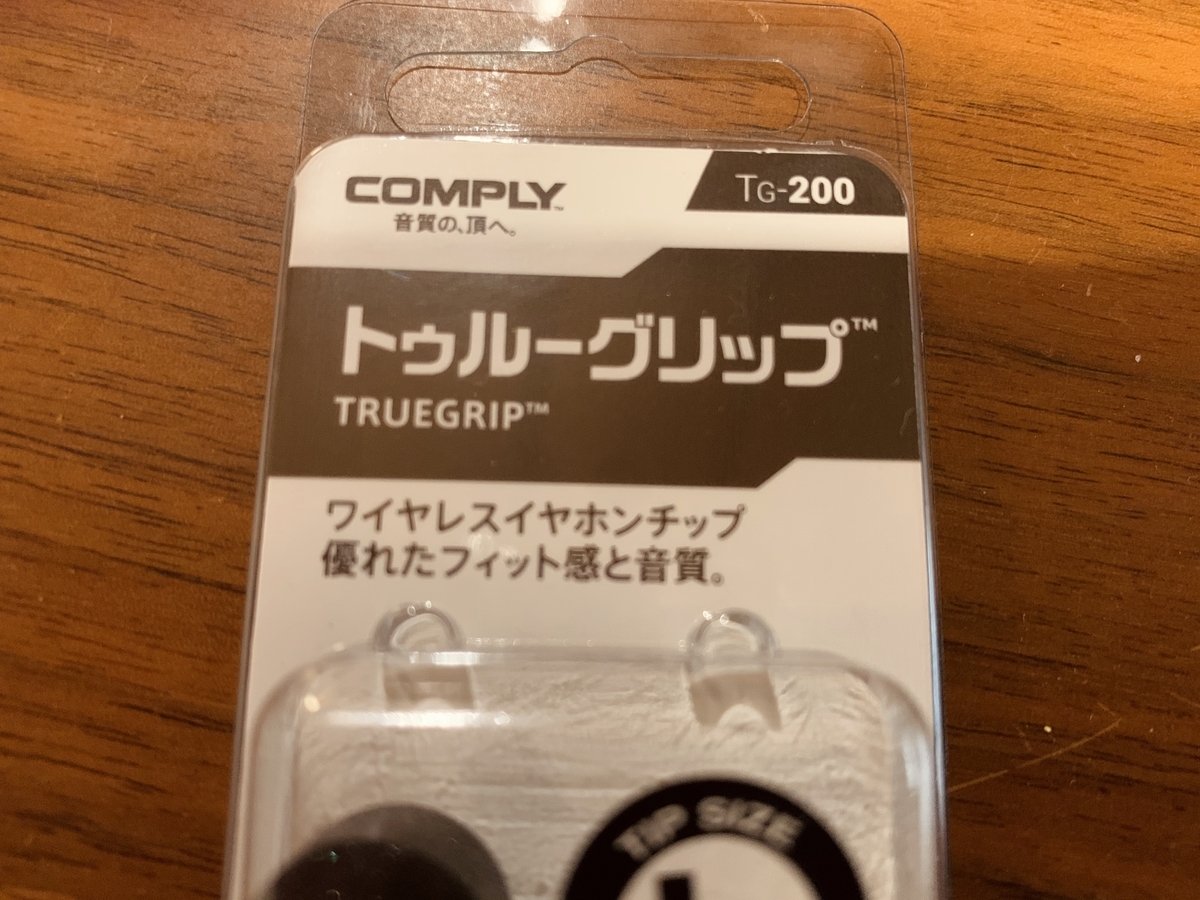 COMPLY™
音質の、頂へ。
TG-200
トゥルーグリップ™
TRUEGRIP™
ワイヤレスイヤホンチップ
優れたフィット感と音質。
TIP SIZE